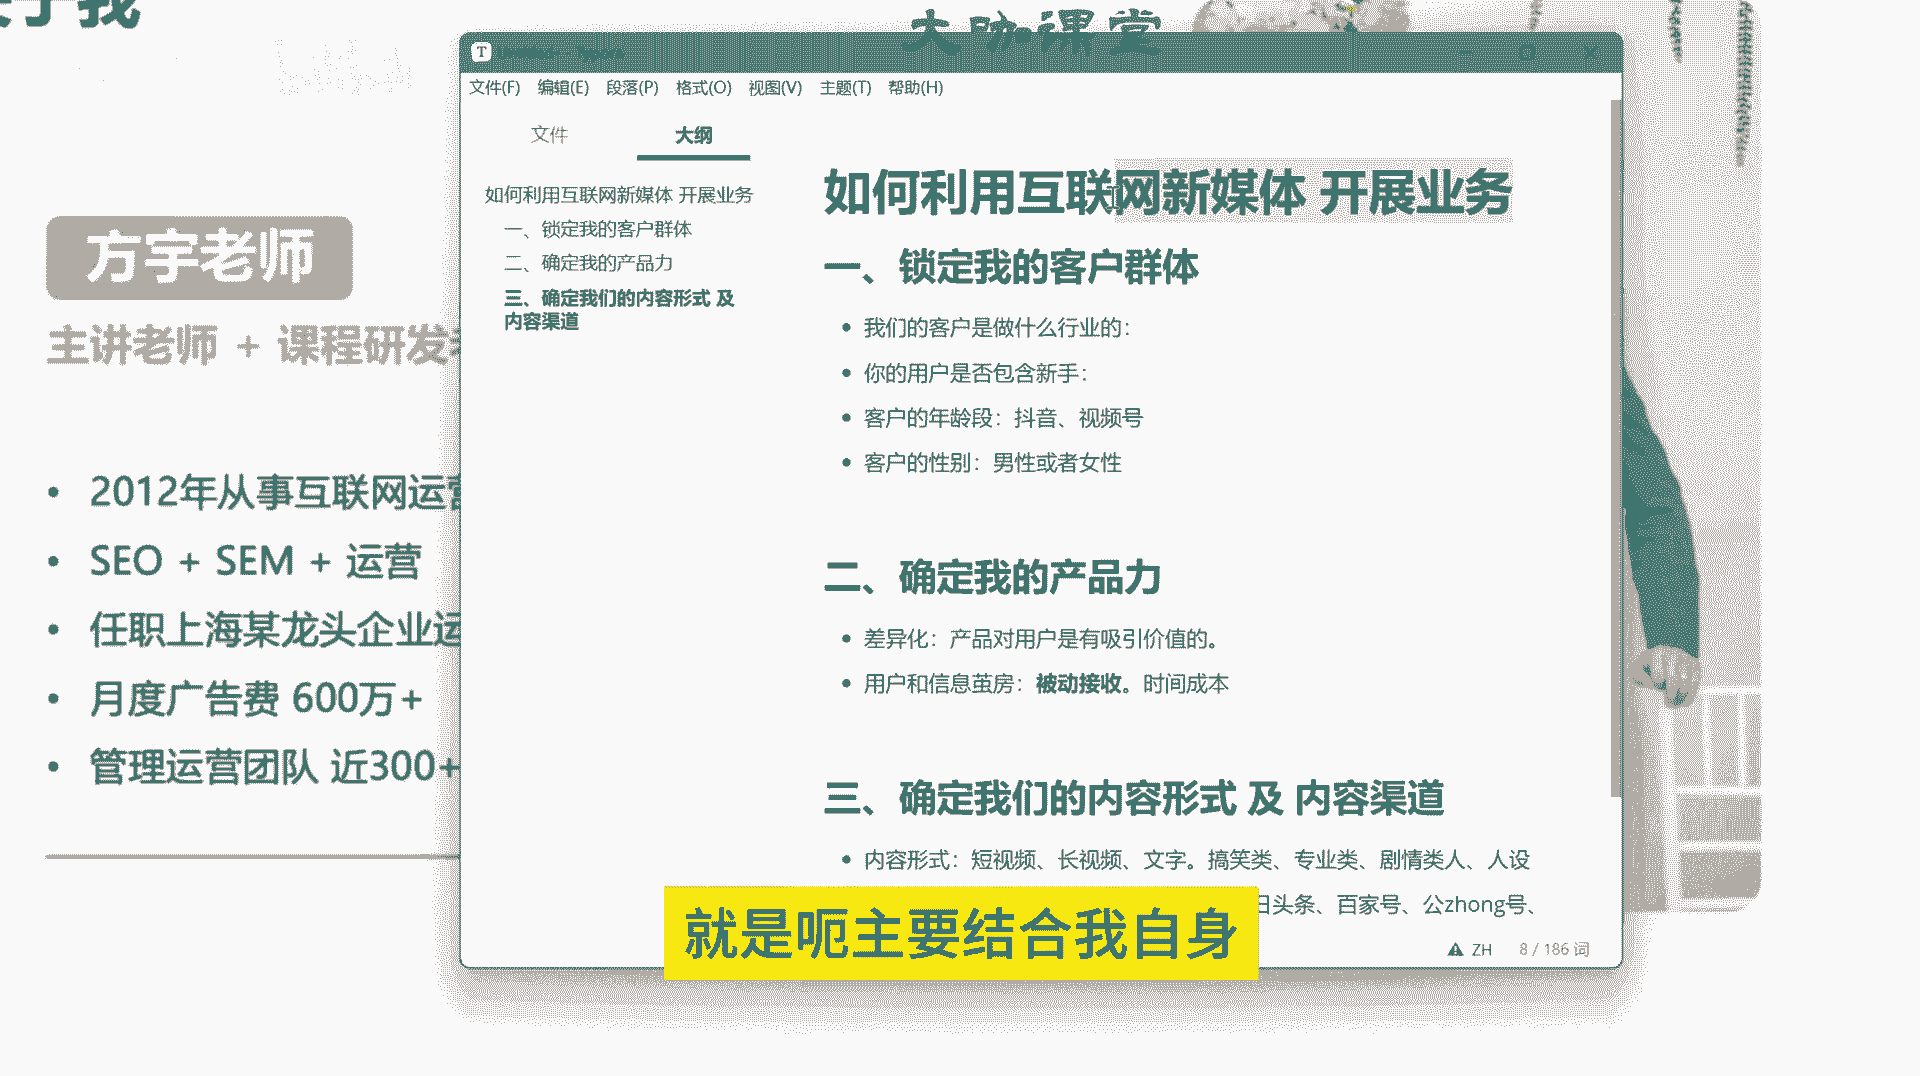 于我
大咖课堂
方宇老师
主讲老师 + 课程研发
2012年从事互联网运营
SEO + SEM + 运营
任职上海某龙头企业运
月度广告费 600万+
管理运营团队 近300+
文件(F) 编辑(E) 段落(P) 格式(O) 视图(V) 主题(T) 帮助(H)
文件 大纲
如何利用互联网新媒体 开展业务
一、锁定我的客户群体
二、确定我的产品力
三、确定我们的内容形式 及
内容渠道
如何利用互联网新媒体 开展业务
一、锁定我的客户群体
我们的客户是做什么行业的：
你的用户是否包含新手：
客户的年龄段：抖音、视频号
客户的性别：男性或者女性
二、确定我的产品力
差异化：产品对用户是有吸引价值的。
用户和信息茧房：被动接收。时间成本
三、确定我们的内容形式 及 内容渠道
内容形式：短视频、长视频、文字。搞笑类、专业类、剧情类人、人设
日头条、百家号、公zhong号、
就是呃主要结合我自身
ZH 8 / 186 词